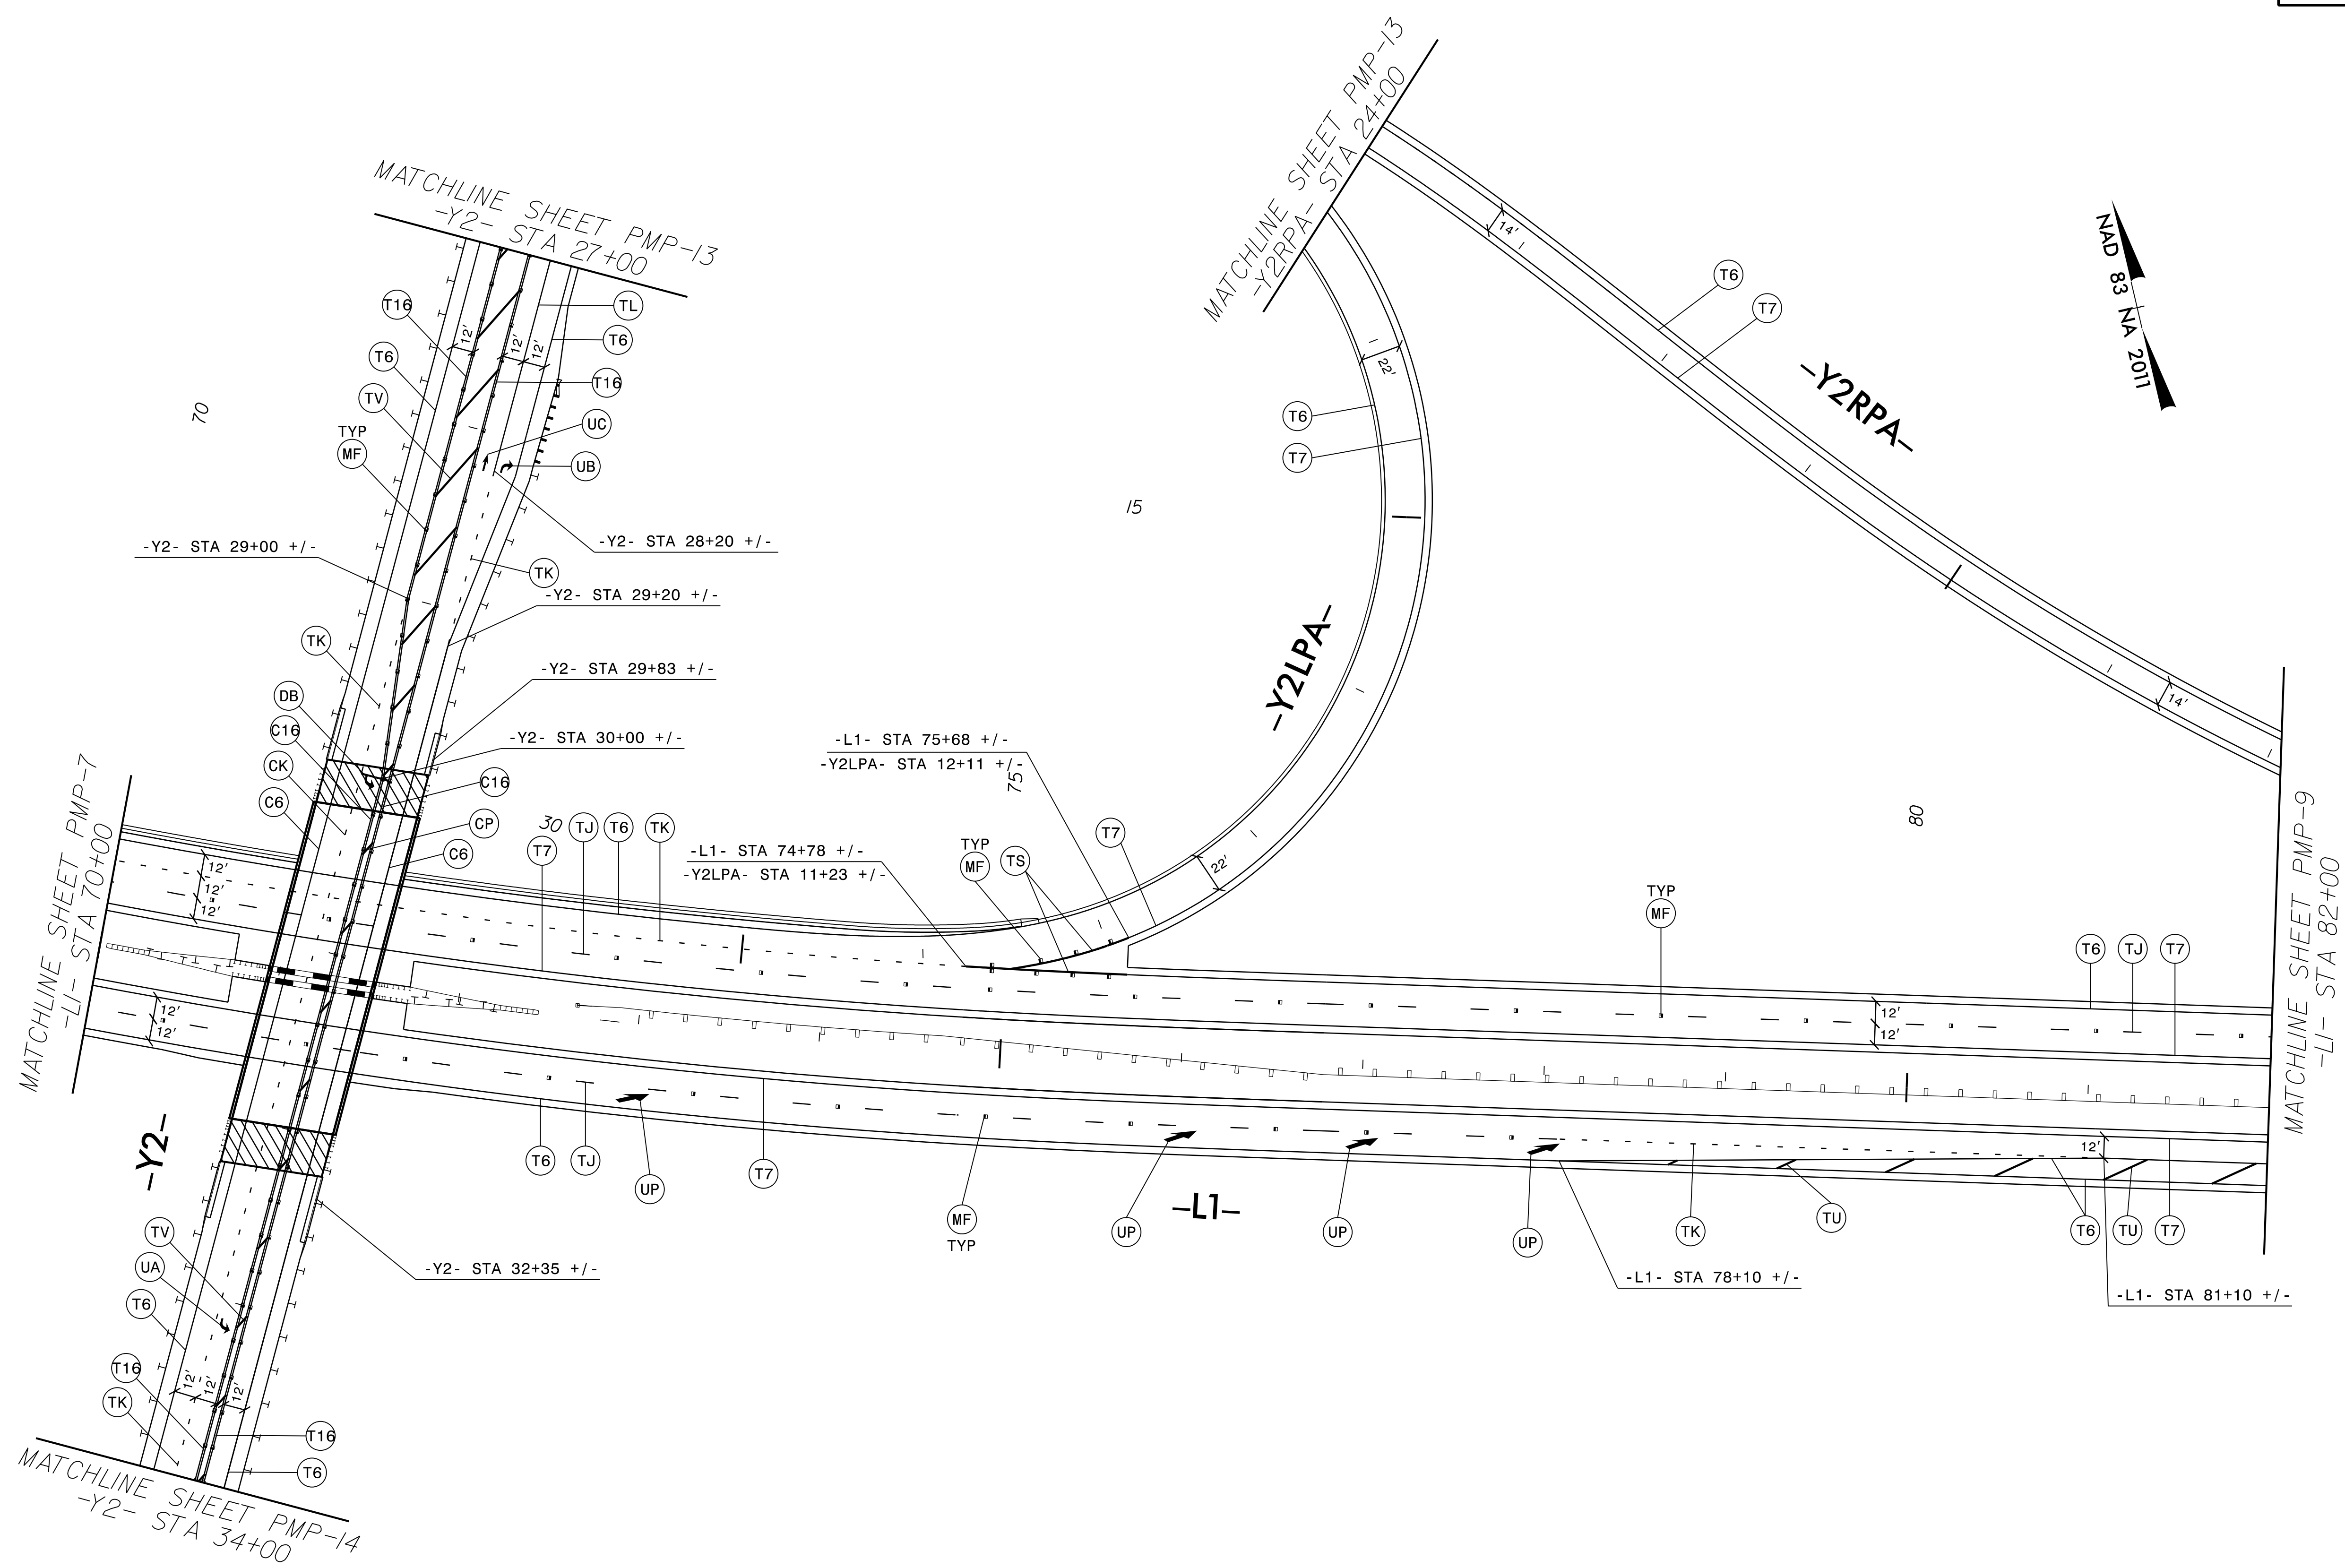 MATCHLINE SHEET PMP-13
-Y2RPA- STA 24+00
MATCHLINE SHEET PMP-13
-Y2- STA 27+00
NAD 83 NA 2011
14'
T6
T7
-Y2RPA-
14'
T16
TL
12'
12'
12'
T6
T6
T16
TV
UC
TYP
MF
UB
70
22'
T6
T7
15
-Y2- STA 29+00 +/-
-Y2- STA 28+20 +/-
TK
-Y2- STA 29+20 +/-
TK
-Y2- STA 29+83 +/-
DB
C16
-Y2- STA 30+00 +/-
CK
C16
C6
CP
C6
-Y2LPA-
-L1- STA 75+68 +/-
-Y2LPA- STA 12+11 +/-
75
80
MATCHLINE SHEET PMP-7
-L1- STA 70+00
30
T7
TJ
T6
TK
-L1- STA 74+78 +/-
-Y2LPA- STA 11+23 +/-
TYP
MF
TS
T7
22'
TYP
MF
T6
TJ
T7
MATCHLINE SHEET PMP-9
-L1- STA 82+00
12'
12'
12'
12'
12'
12'
12'
12'
-Y2-
T6
TJ
UP
T7
MF
TYP
UP
-L1-
UP
UP
TK
TU
T6
TU
T7
-L1- STA 78+10 +/-
-L1- STA 81+10 +/-
TV
UA
-Y2- STA 32+35 +/-
T6
T16
12'
12'
12'
TK
T16
T6
MATCHLINE SHEET PMP-14
-Y2- STA 34+00